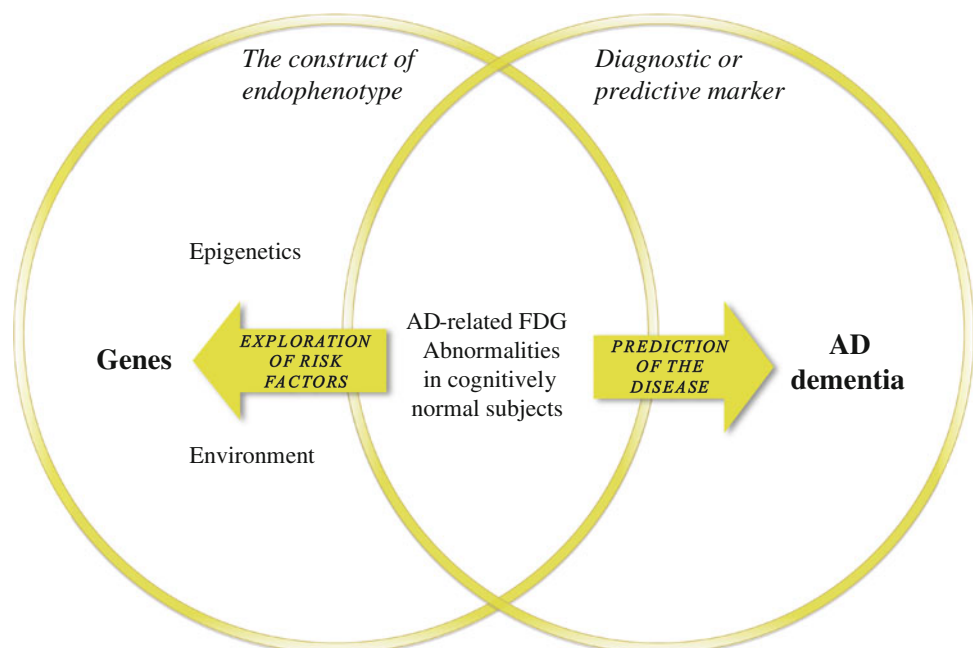 The construct of
endophenotype
Diagnostic or
predictive marker
Epigenetics
Genes
EXPLORATION
OF RISK
FACTORS
AD-related FDG
Abnormalities
in cognitively
normal subjects
PREDICTION
OF THE
DISEASE
AD
dementia
Environment